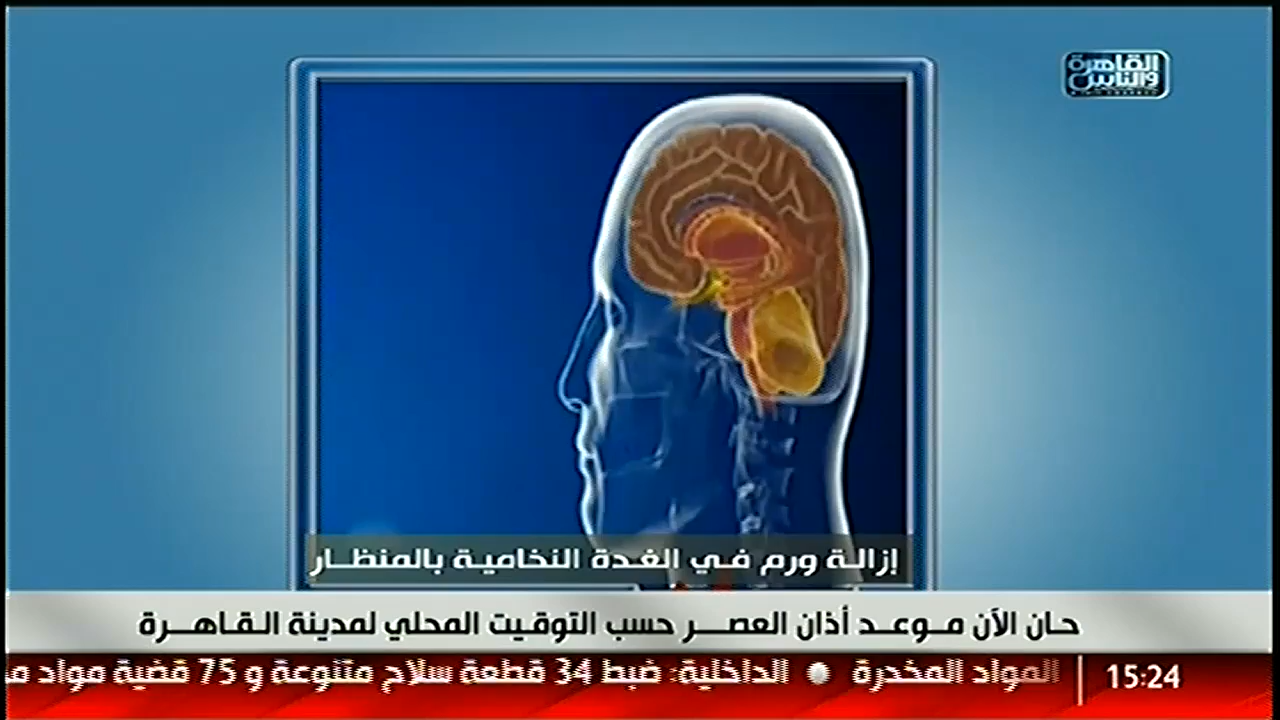 القاهرة
والناس
إزالة ورم في الغدة النخامية بالمنظار
حان الأن موعد أذان العصر حسب التوقيت المحلي لمدينة القاهرة
المواد المخدرة ● الداخلية: ضبط 34 قطعة سلاح متنوعة و 75 قضية مواد
15:24